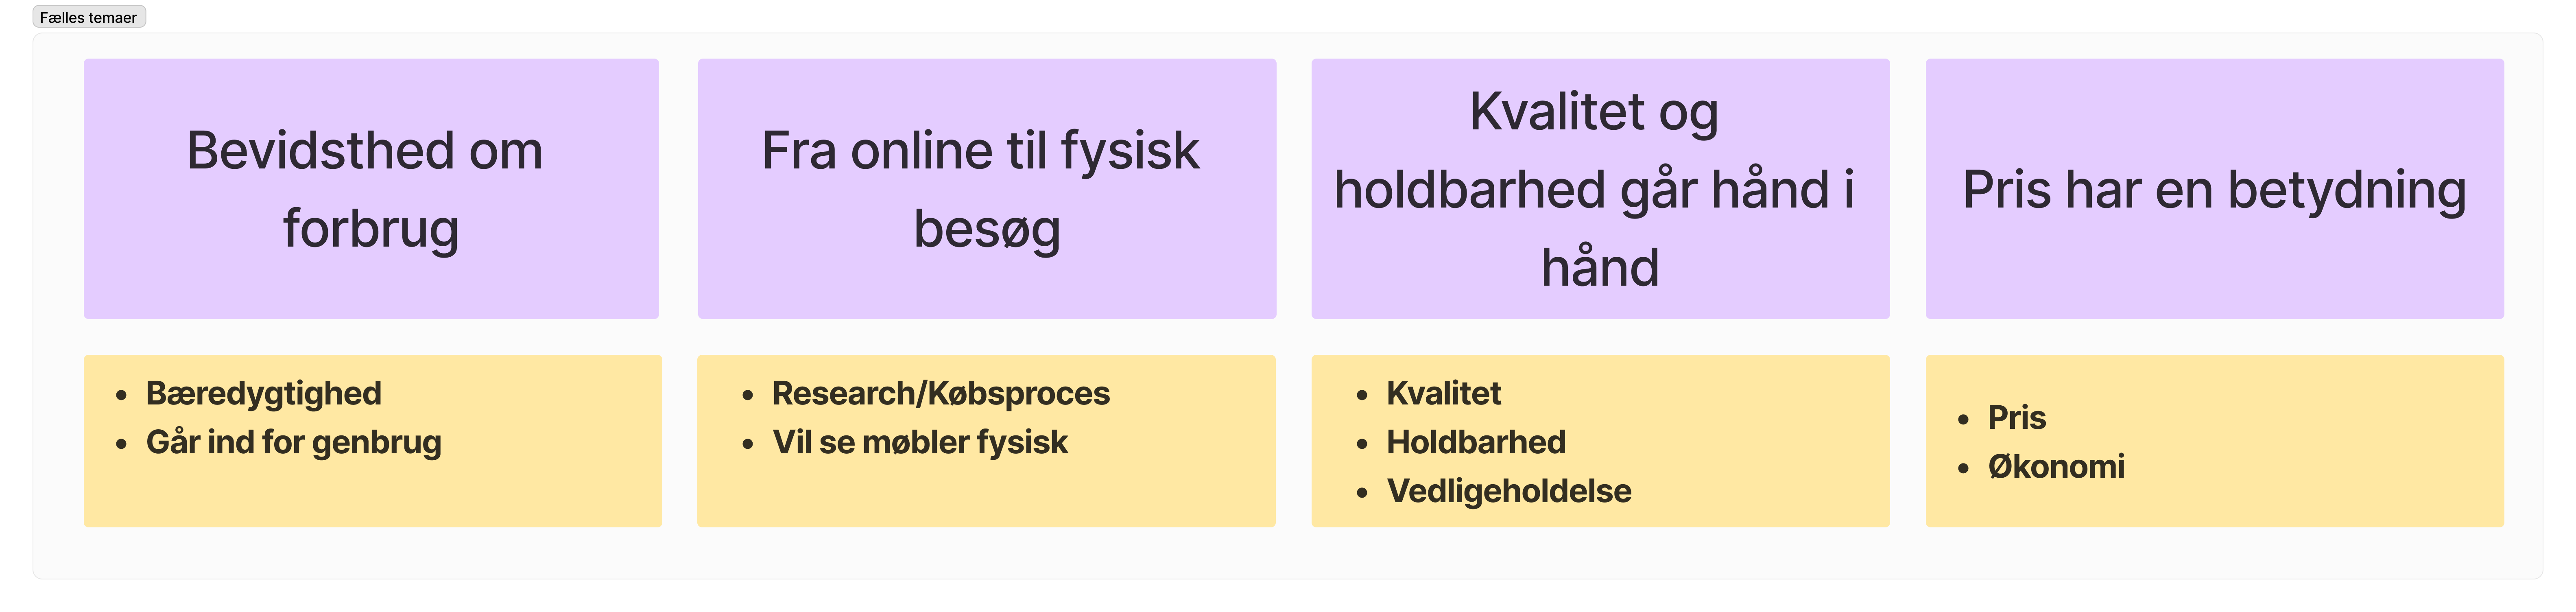 Fælles temaer
Bevidsthed om
forbrug
Fra online til fysisk
besøg
Kvalitet og
holdbarhed går hånd i
hånd
Pris har en betydning
• Bæredygtighed
• Går ind for genbrug
• Research/Købsproces
• Vil se møbler fysisk
• Kvalitet
• Holdbarhed
• Vedligeholdelse
• Pris
• Økonomi